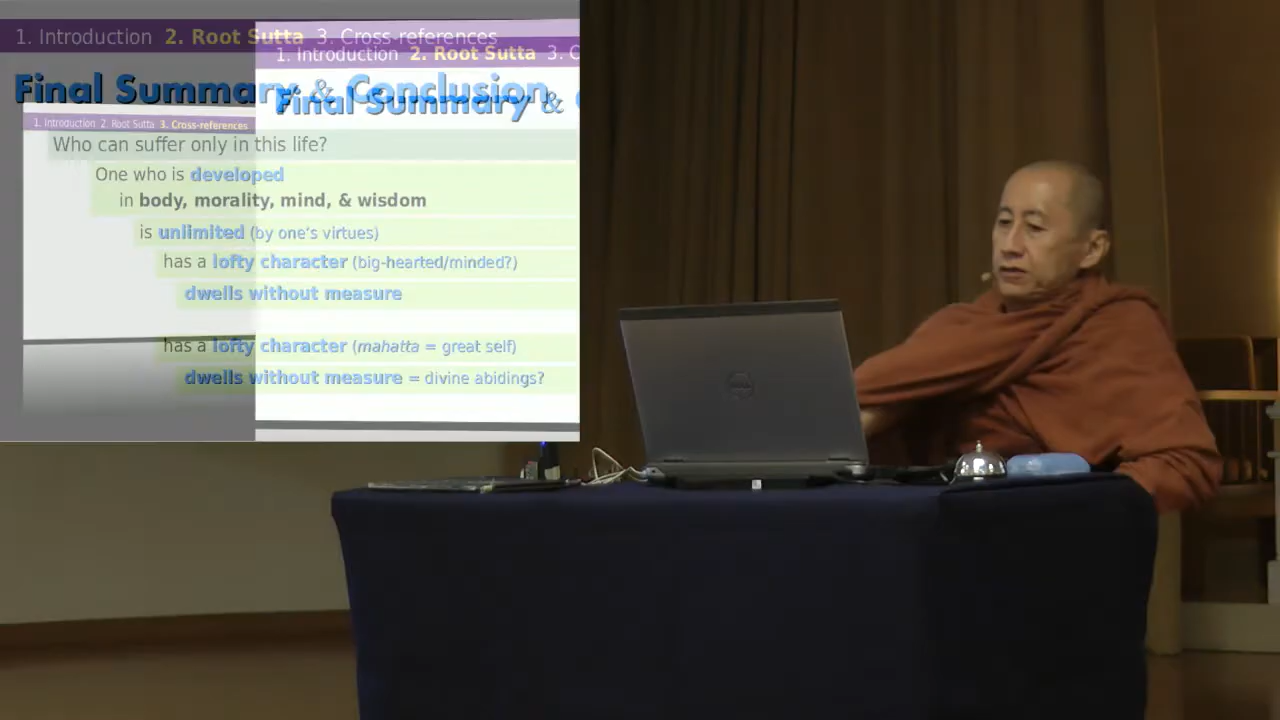 1. Introduction 2. Root Sutta 3. Cross-references
1. Introduction 2. Root Sutta 3. C
Final Summary & Conclusion
Final Summary &
1. Introduction 2. Root Sutta 3. Cross-references
Who can suffer only in this life?
One who is developed
in body, morality, mind, & wisdom
is unlimited (by one's virtues)
has a lofty character (big-hearted/minded?)
dwells without measure
has a lofty character (mahatta = great self)
dwells without measure = divine abidings?
DELL